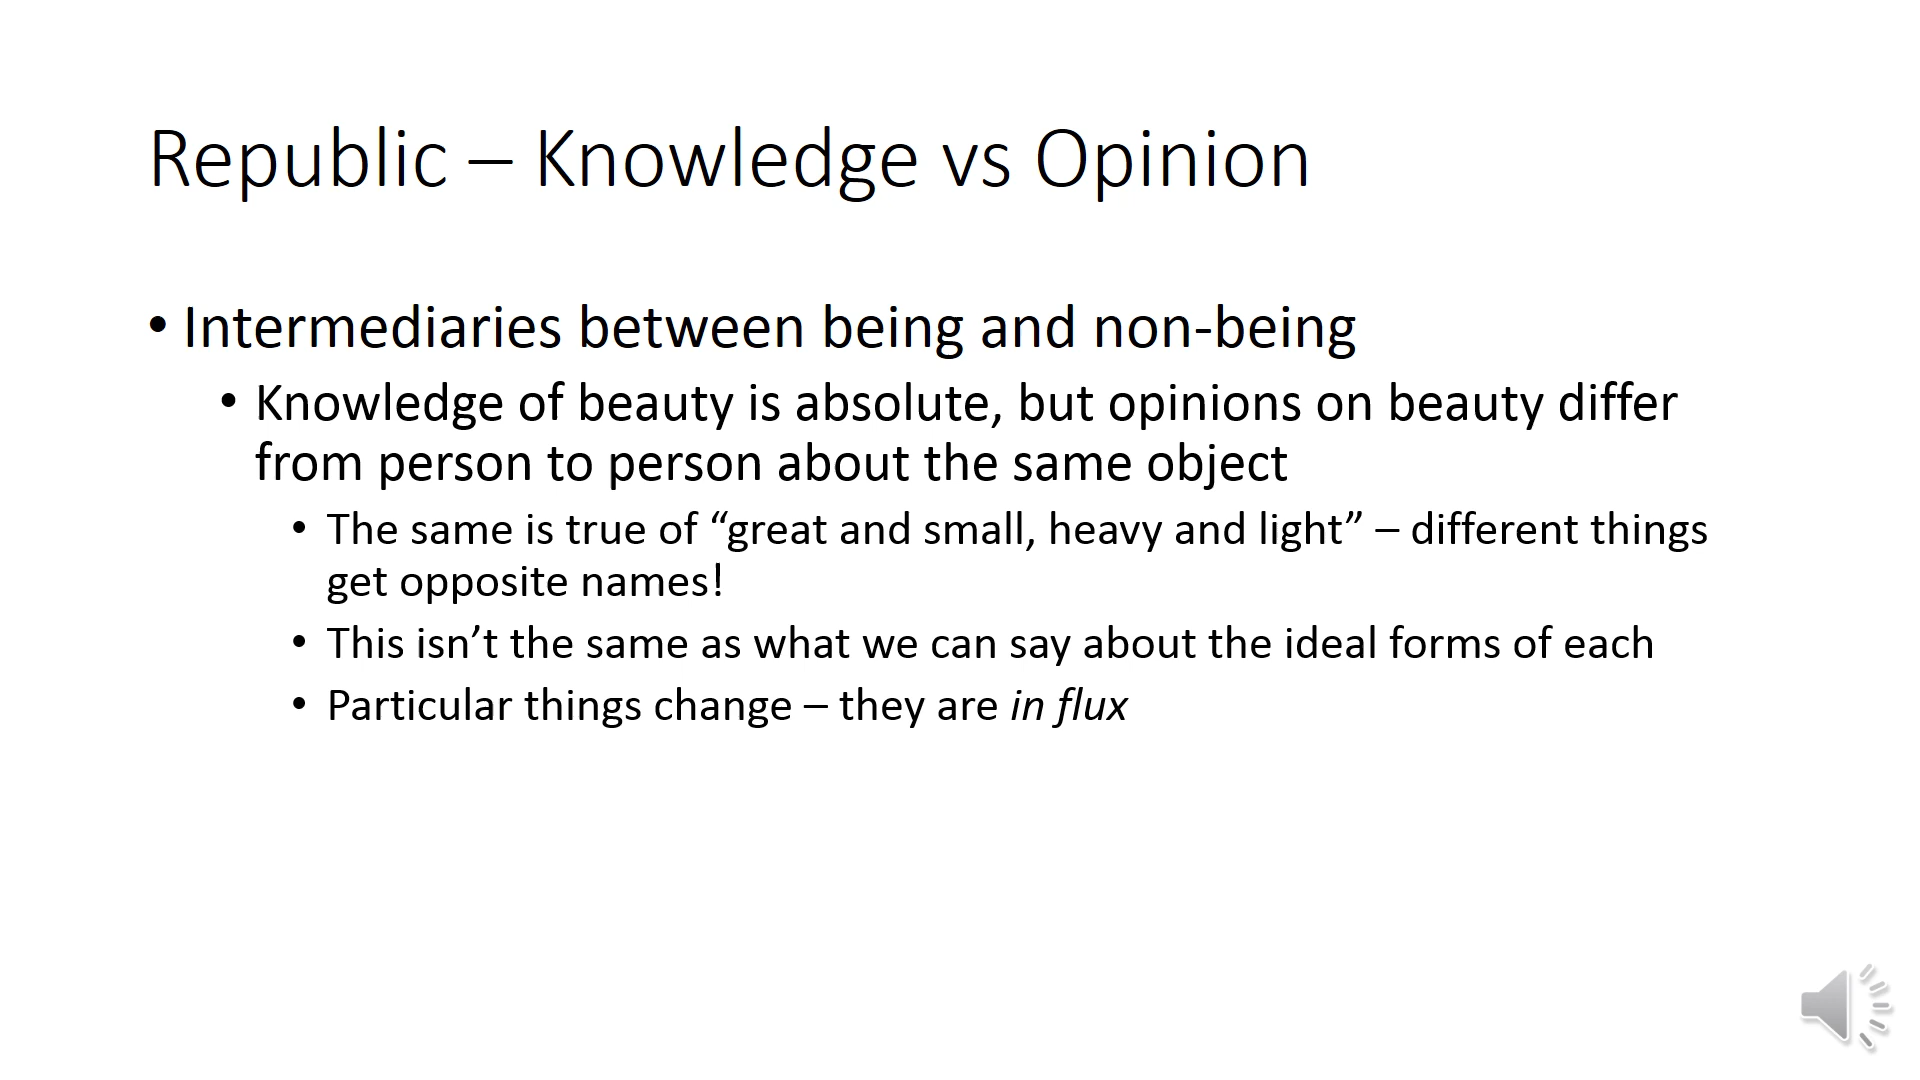 Republic – Knowledge vs Opinion
• Intermediaries between being and non-being
• Knowledge of beauty is absolute, but opinions on beauty differ
from person to person about the same object
• The same is true of “great and small, heavy and light” – different things
get opposite names!
• This isn’t the same as what we can say about the ideal forms of each
• Particular things change – they are in flux